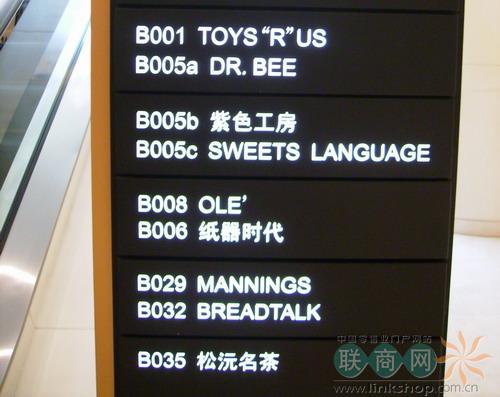 B001 TOYS "R" US
B005a DR. BEE
B005b 紫色工房
B005c SWEETS LANGUAGE
B008 OLE'
B006 纸器时代
B029 MANNINGS
B032 BREADTALK
B035 松沅名茶
中国零售业门户网站
联商网
www.linkshop.com.cn